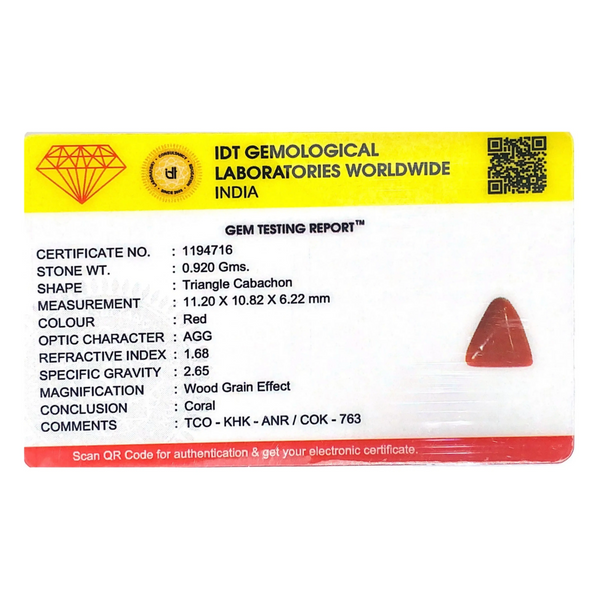 IDT GEMOLOGICAL
LABORATORIES WORLDWIDE
INDIA
GEM TESTING REPORT™
CERTIFICATE NO. : 1194716
STONE WT. : 0.920 Gms.
SHAPE : Triangle Cabachon
MEASUREMENT : 11.20 X 10.82 X 6.22 mm
COLOUR : Red
OPTIC CHARACTER : AGG
REFRACTIVE INDEX : 1.68
SPECIFIC GRAVITY : 2.65
MAGNIFICATION : Wood Grain Effect
CONCLUSION : Coral
COMMENTS : TCO - KHK - ANR / COK - 763
Scan QR Code for authentication & get your electronic certificate.